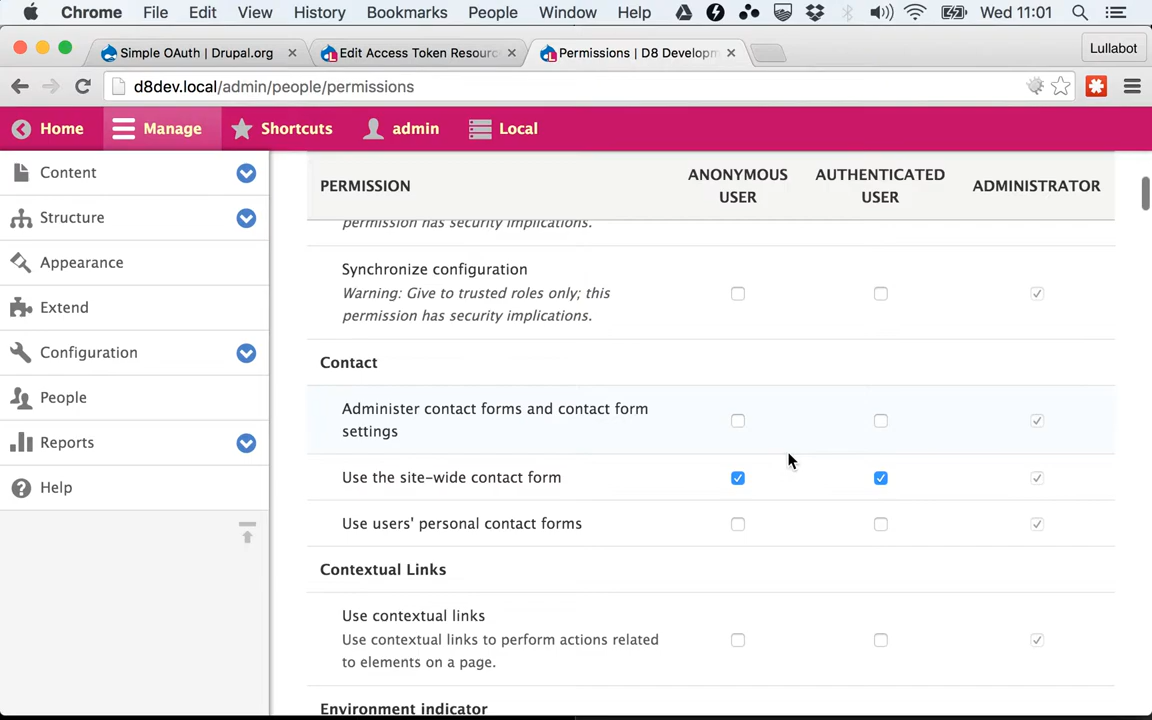 Chrome File Edit View History Bookmarks People Window Help Wed 11:01
Simple OAuth | Drupal.org
Edit Access Token Resourc
Permissions | D8 Developm
Lullabot
d8dev.local/admin/people/permissions
Home Manage Shortcuts admin Local
Content
Structure
Appearance
Extend
Configuration
People
Reports
Help
PERMISSION
ANONYMOUS
USER
AUTHENTICATED
USER
ADMINISTRATOR
permission has security implications.
Synchronize configuration
Warning: Give to trusted roles only; this
permission has security implications.
Contact
Administer contact forms and contact form
settings
Use the site-wide contact form
Use users' personal contact forms
Contextual Links
Use contextual links
Use contextual links to perform actions related
to elements on a page.
Environment indicator